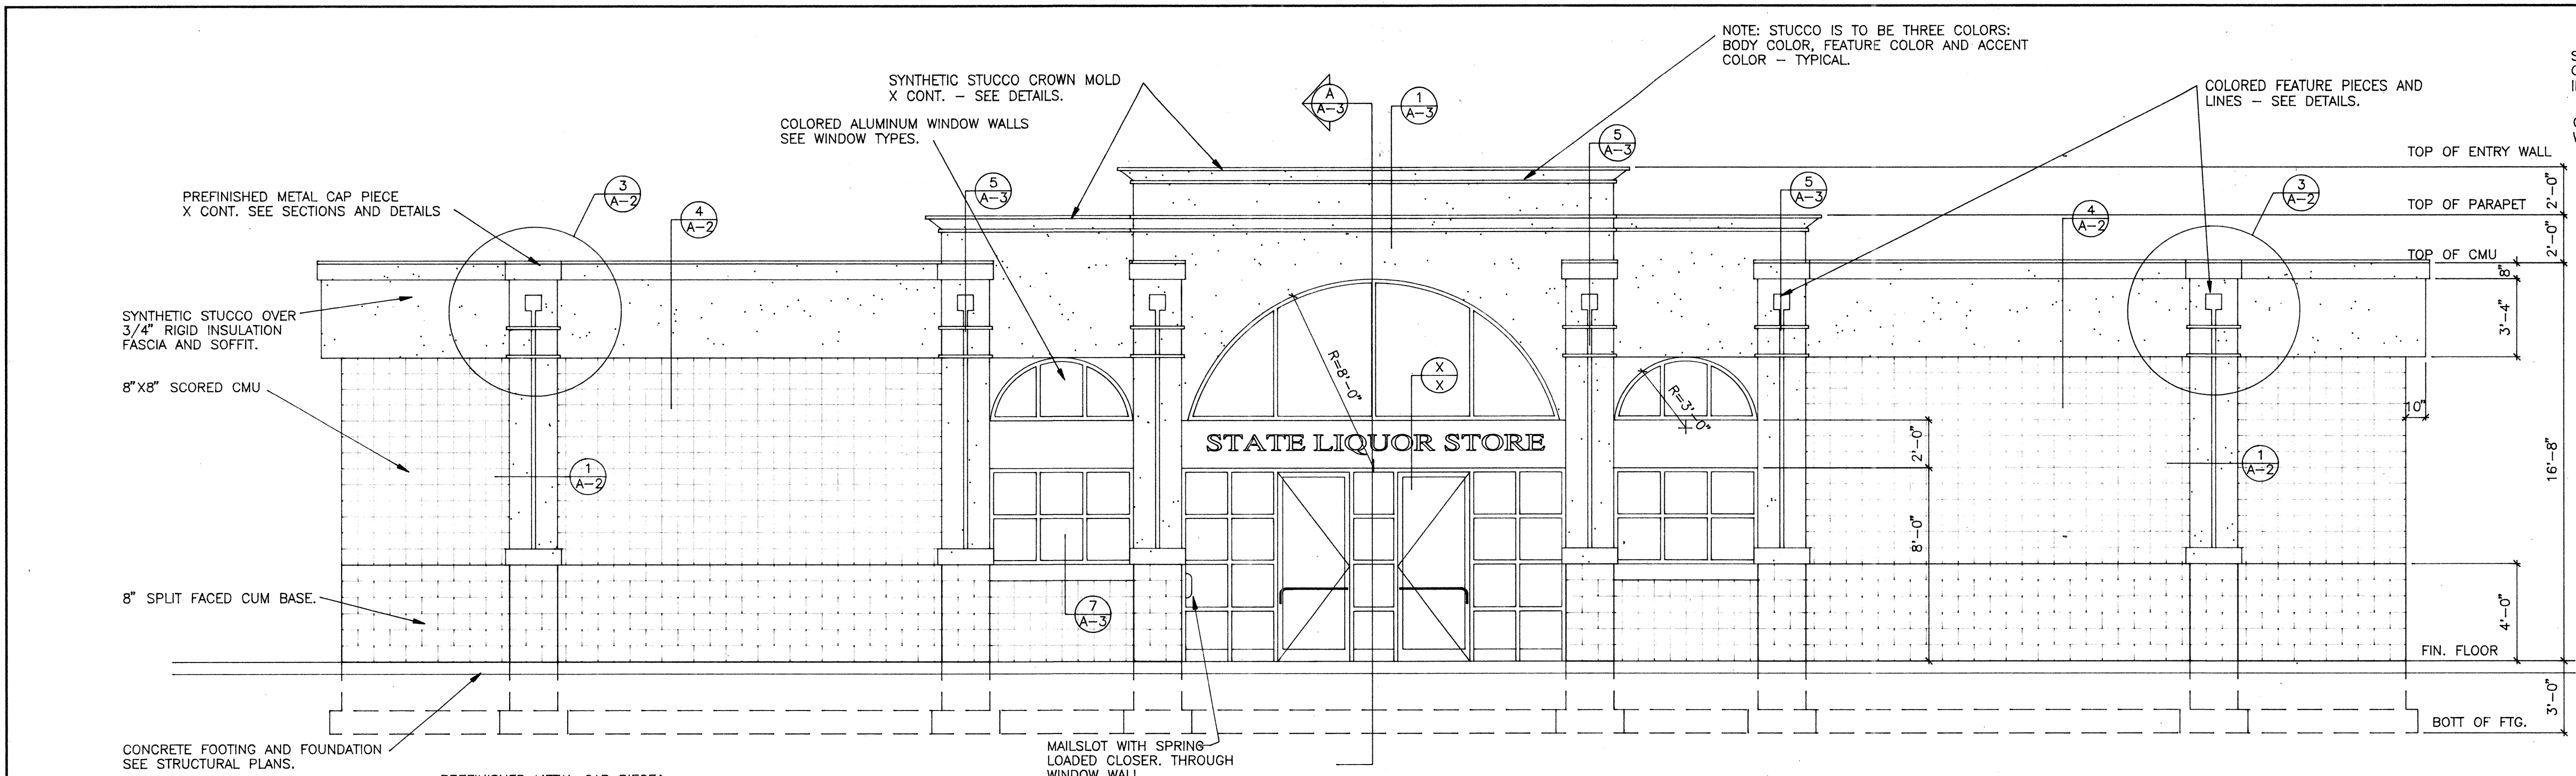 NOTE: STUCCO IS TO BE THREE COLORS:
BODY COLOR, FEATURE COLOR AND ACCENT
COLOR – TYPICAL.
SYNTHETIC STUCCO CROWN MOLD
X CONT. – SEE DETAILS.
COLORED FEATURE PIECES AND
LINES – SEE DETAILS.
A
A-3
1
A-3
COLORED ALUMINUM WINDOW WALLS
SEE WINDOW TYPES.
5
A-3
TOP OF ENTRY WALL
2'-0"
PREFINISHED METAL CAP PIECE
X CONT. SEE SECTIONS AND DETAILS
3
A-2
4
A-2
5
A-3
5
A-3
4
A-2
3
A-2
TOP OF PARAPET
2'-0"
TOP OF CMU
8"
SYNTHETIC STUCCO OVER
3/4" RIGID INSULATION
FASCIA AND SOFFIT.
3'-4"
8"X8" SCORED CMU
R=8'-0"
X
X
R=3'-0"
10"
STATE LIQUOR STORE
2'-0"
16'-8"
1
A-2
1
A-2
8'-0"
8" SPLIT FACED CUM BASE.
7
A-3
4'-0"
FIN. FLOOR
3'-0"
BOTT OF FTG.
CONCRETE FOOTING AND FOUNDATION
SEE STRUCTURAL PLANS.
MAILSLOT WITH SPRING
LOADED CLOSER. THROUGH
WINDOW WALL
PREFINISHED METAL CAP PIECE